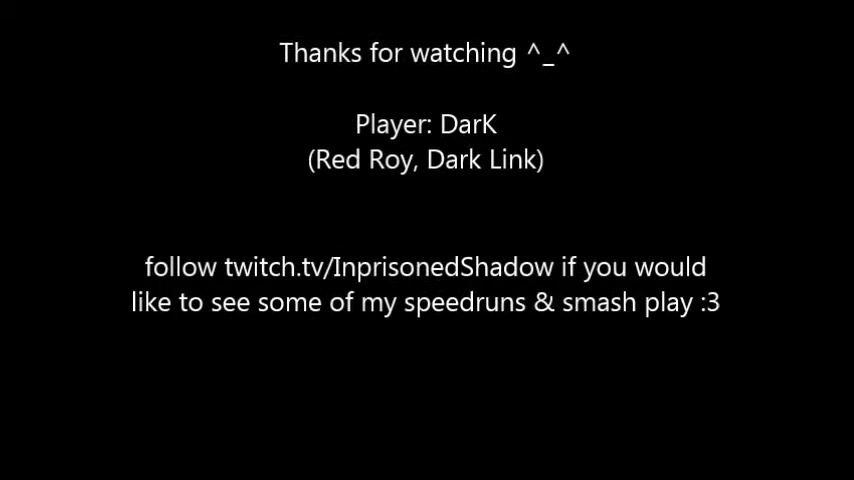 Thanks for watching ^_^
Player: DarK
(Red Roy, Dark Link)
follow twitch.tv/InprisonedShadow if you would
like to see some of my speedruns & smash play :3